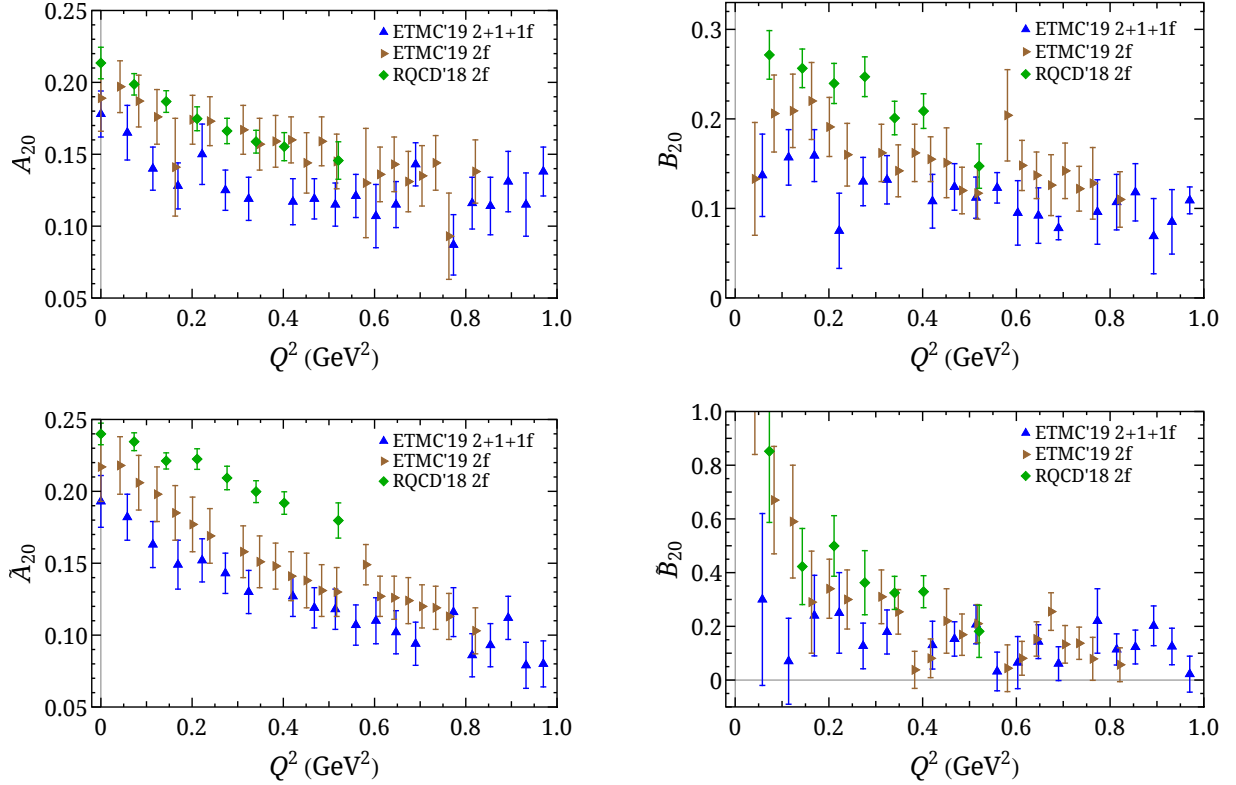 0.25
0.20
0.15
0.10
0.05
A20
ETMC'19 2+1+1f
ETMC'19 2f
RQCD'18 2f
0 0.2 0.4 0.6 0.8 1.0
Q2 (GeV2)
0.3
0.2
0.1
0
B20
ETMC'19 2+1+1f
ETMC'19 2f
RQCD'18 2f
0 0.2 0.4 0.6 0.8 1.0
Q2 (GeV2)
0.25
0.20
0.15
0.10
0.05
Ã20
ETMC'19 2+1+1f
ETMC'19 2f
RQCD'18 2f
0 0.2 0.4 0.6 0.8 1.0
Q2 (GeV2)
1.0
0.8
0.6
0.4
0.2
0
B̃20
ETMC'19 2+1+1f
ETMC'19 2f
RQCD'18 2f
0 0.2 0.4 0.6 0.8 1.0
Q2 (GeV2)